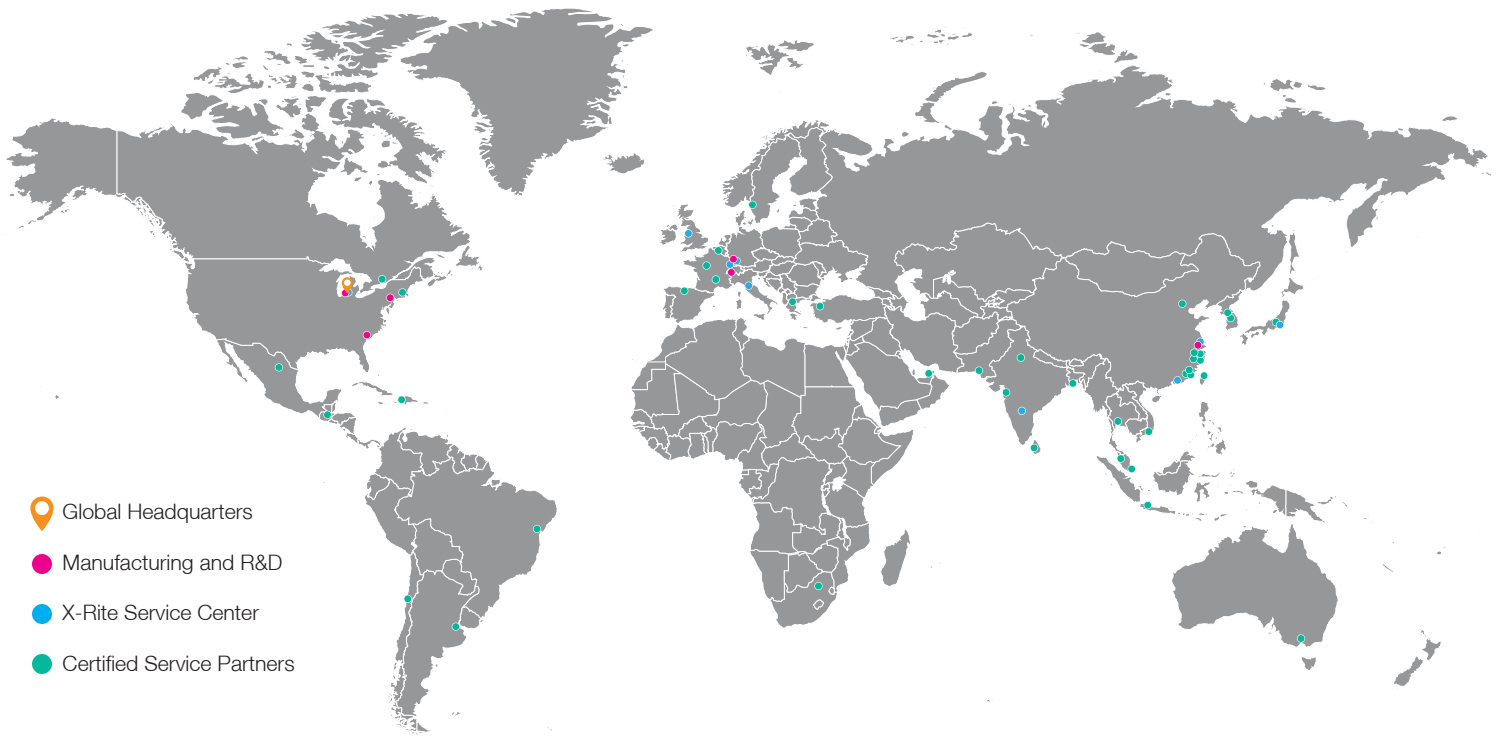 Global Headquarters
Manufacturing and R&D
X-Rite Service Center
Certified Service Partners